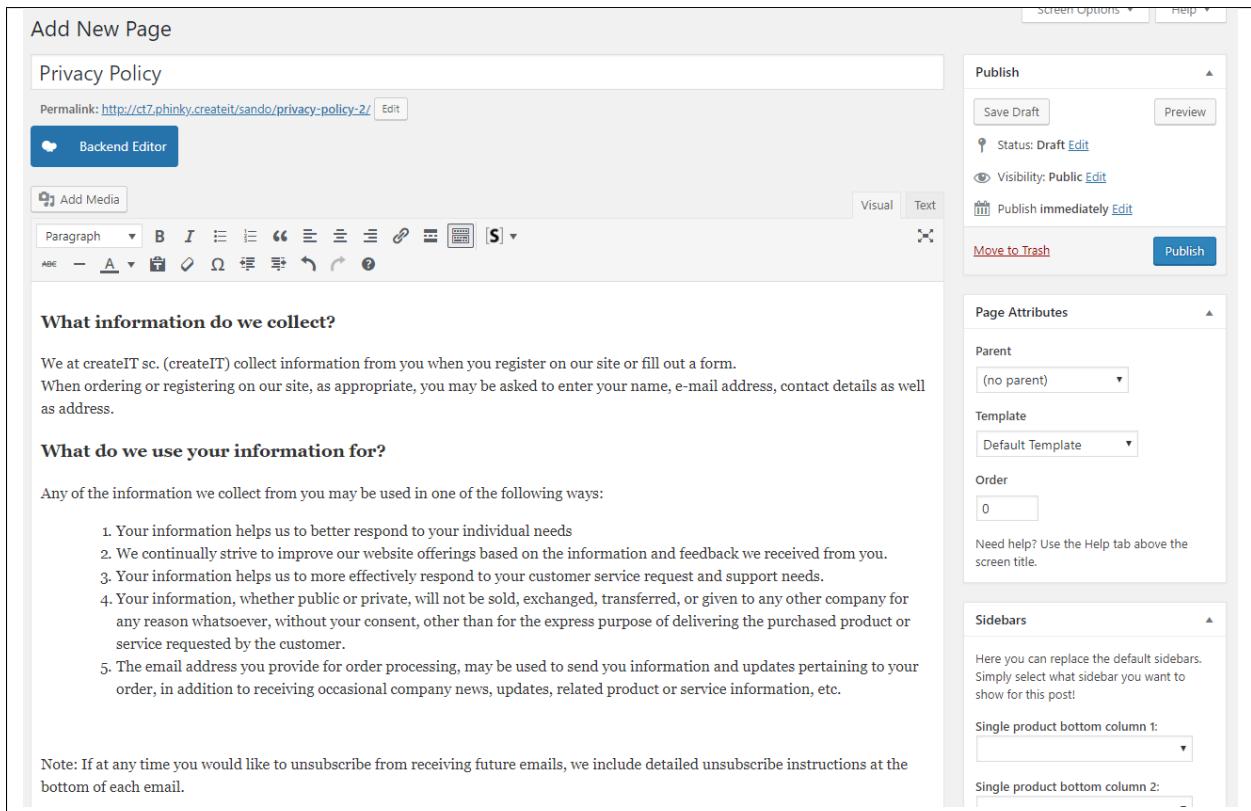 Screen Options
Help
Add New Page
Privacy Policy
Permalink: http://ct7.phinky.createit/sando/privacy-policy-2/ Edit
Backend Editor
Add Media
Visual
Text
Paragraph
B
I
[S]
ABC
A
Ω
What information do we collect?
We at createIT sc. (createIT) collect information from you when you register on our site or fill out a form.
When ordering or registering on our site, as appropriate, you may be asked to enter your name, e-mail address, contact details as well
as address.
What do we use your information for?
Any of the information we collect from you may be used in one of the following ways:
1. Your information helps us to better respond to your individual needs
2. We continually strive to improve our website offerings based on the information and feedback we received from you.
3. Your information helps us to more effectively respond to your customer service request and support needs.
4. Your information, whether public or private, will not be sold, exchanged, transferred, or given to any other company for
any reason whatsoever, without your consent, other than for the express purpose of delivering the purchased product or
service requested by the customer.
5. The email address you provide for order processing, may be used to send you information and updates pertaining to your
order, in addition to receiving occasional company news, updates, related product or service information, etc.
Note: If at any time you would like to unsubscribe from receiving future emails, we include detailed unsubscribe instructions at the
bottom of each email.
Publish
Save Draft
Preview
Status: Draft Edit
Visibility: Public Edit
Publish immediately Edit
Move to Trash
Publish
Page Attributes
Parent
(no parent)
Template
Default Template
Order
0
Need help? Use the Help tab above the
screen title.
Sidebars
Here you can replace the default sidebars.
Simply select what sidebar you want to
show for this post!
Single product bottom column 1:
Single product bottom column 2: